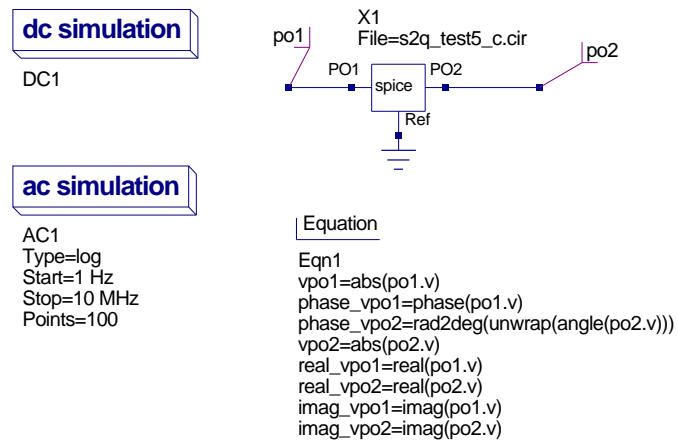 dc simulation
DC1
X1
File=s2q_test5_c.cir
po1
po2
PO1
PO2
spice
Ref
ac simulation
AC1
Type=log
Start=1 Hz
Stop=10 MHz
Points=100
Equation
Eqn1
vpo1=abs(po1.v)
phase_vpo1=phase(po1.v)
phase_vpo2=rad2deg(unwrap(angle(po2.v)))
vpo2=abs(po2.v)
real_vpo1=real(po1.v)
real_vpo2=real(po2.v)
imag_vpo1=imag(po1.v)
imag_vpo2=imag(po2.v)